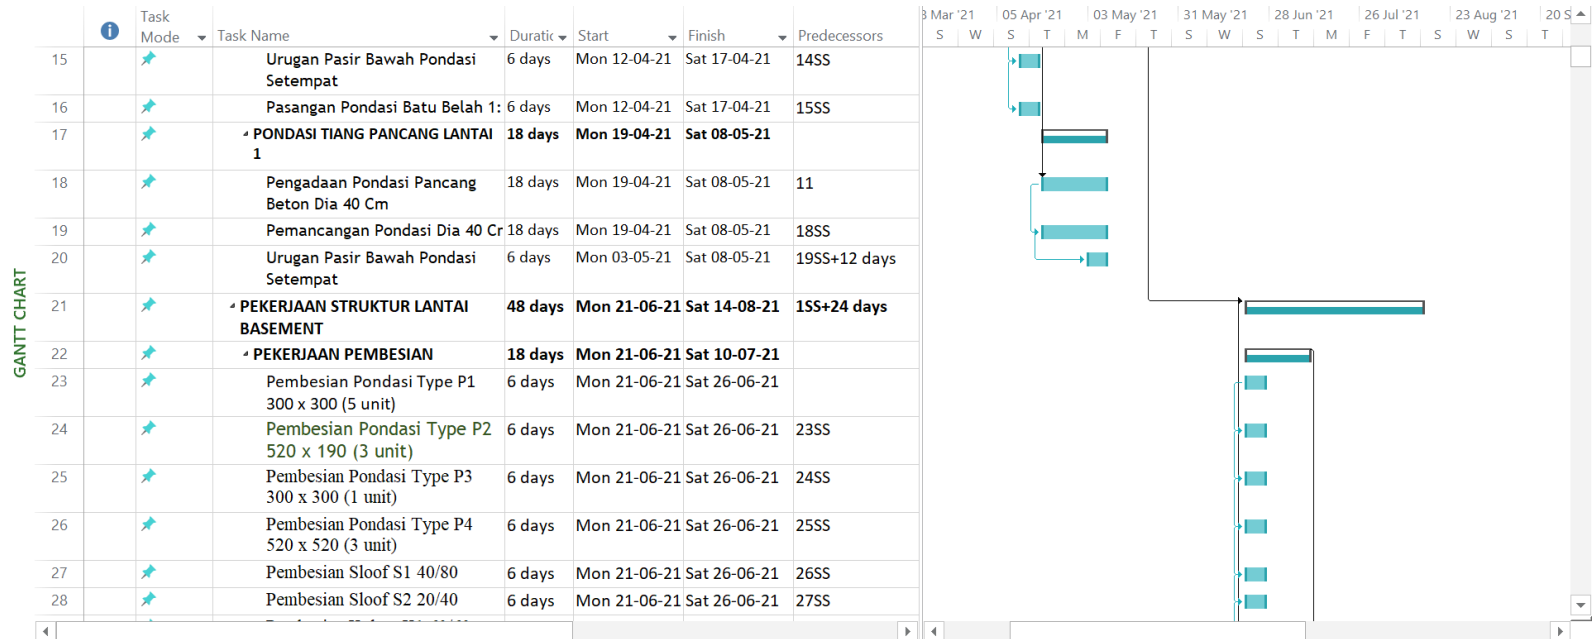 Task
Mode Task Name Duratic Start Finish Predecessors
Mar '21 05 Apr '21 03 May '21 31 May '21 28 Jun '21 26 Jul '21 23 Aug '21 20 S
S W S T M F T S W S T M F T S W S T
15 Urugan Pasir Bawah Pondasi 6 days Mon 12-04-21 Sat 17-04-21 14SS
Setempat
16 Pasangan Pondasi Batu Belah 1: 6 days Mon 12-04-21 Sat 17-04-21 15SS
17 PONDASI TIANG PANCANG LANTAI 18 days Mon 19-04-21 Sat 08-05-21
1
18 Pengadaan Pondasi Pancang 18 days Mon 19-04-21 Sat 08-05-21 11
Beton Dia 40 Cm
19 Pemancangan Pondasi Dia 40 Cr 18 days Mon 19-04-21 Sat 08-05-21 18SS
20 Urugan Pasir Bawah Pondasi 6 days Mon 03-05-21 Sat 08-05-21 19SS+12 days
Setempat
21 PEKERJAAN STRUKTUR LANTAI 48 days Mon 21-06-21 Sat 14-08-21 1SS+24 days
BASEMENT
22 PEKERJAAN PEMBESIAN 18 days Mon 21-06-21 Sat 10-07-21
23 Pembesian Pondasi Type P1 6 days Mon 21-06-21 Sat 26-06-21
300 x 300 (5 unit)
24 Pembesian Pondasi Type P2 6 days Mon 21-06-21 Sat 26-06-21 23SS
520 x 190 (3 unit)
25 Pembesian Pondasi Type P3 6 days Mon 21-06-21 Sat 26-06-21 24SS
300 x 300 (1 unit)
26 Pembesian Pondasi Type P4 6 days Mon 21-06-21 Sat 26-06-21 25SS
520 x 520 (3 unit)
27 Pembesian Sloof S1 40/80 6 days Mon 21-06-21 Sat 26-06-21 26SS
28 Pembesian Sloof S2 20/40 6 days Mon 21-06-21 Sat 26-06-21 27SS
GANTT CHART